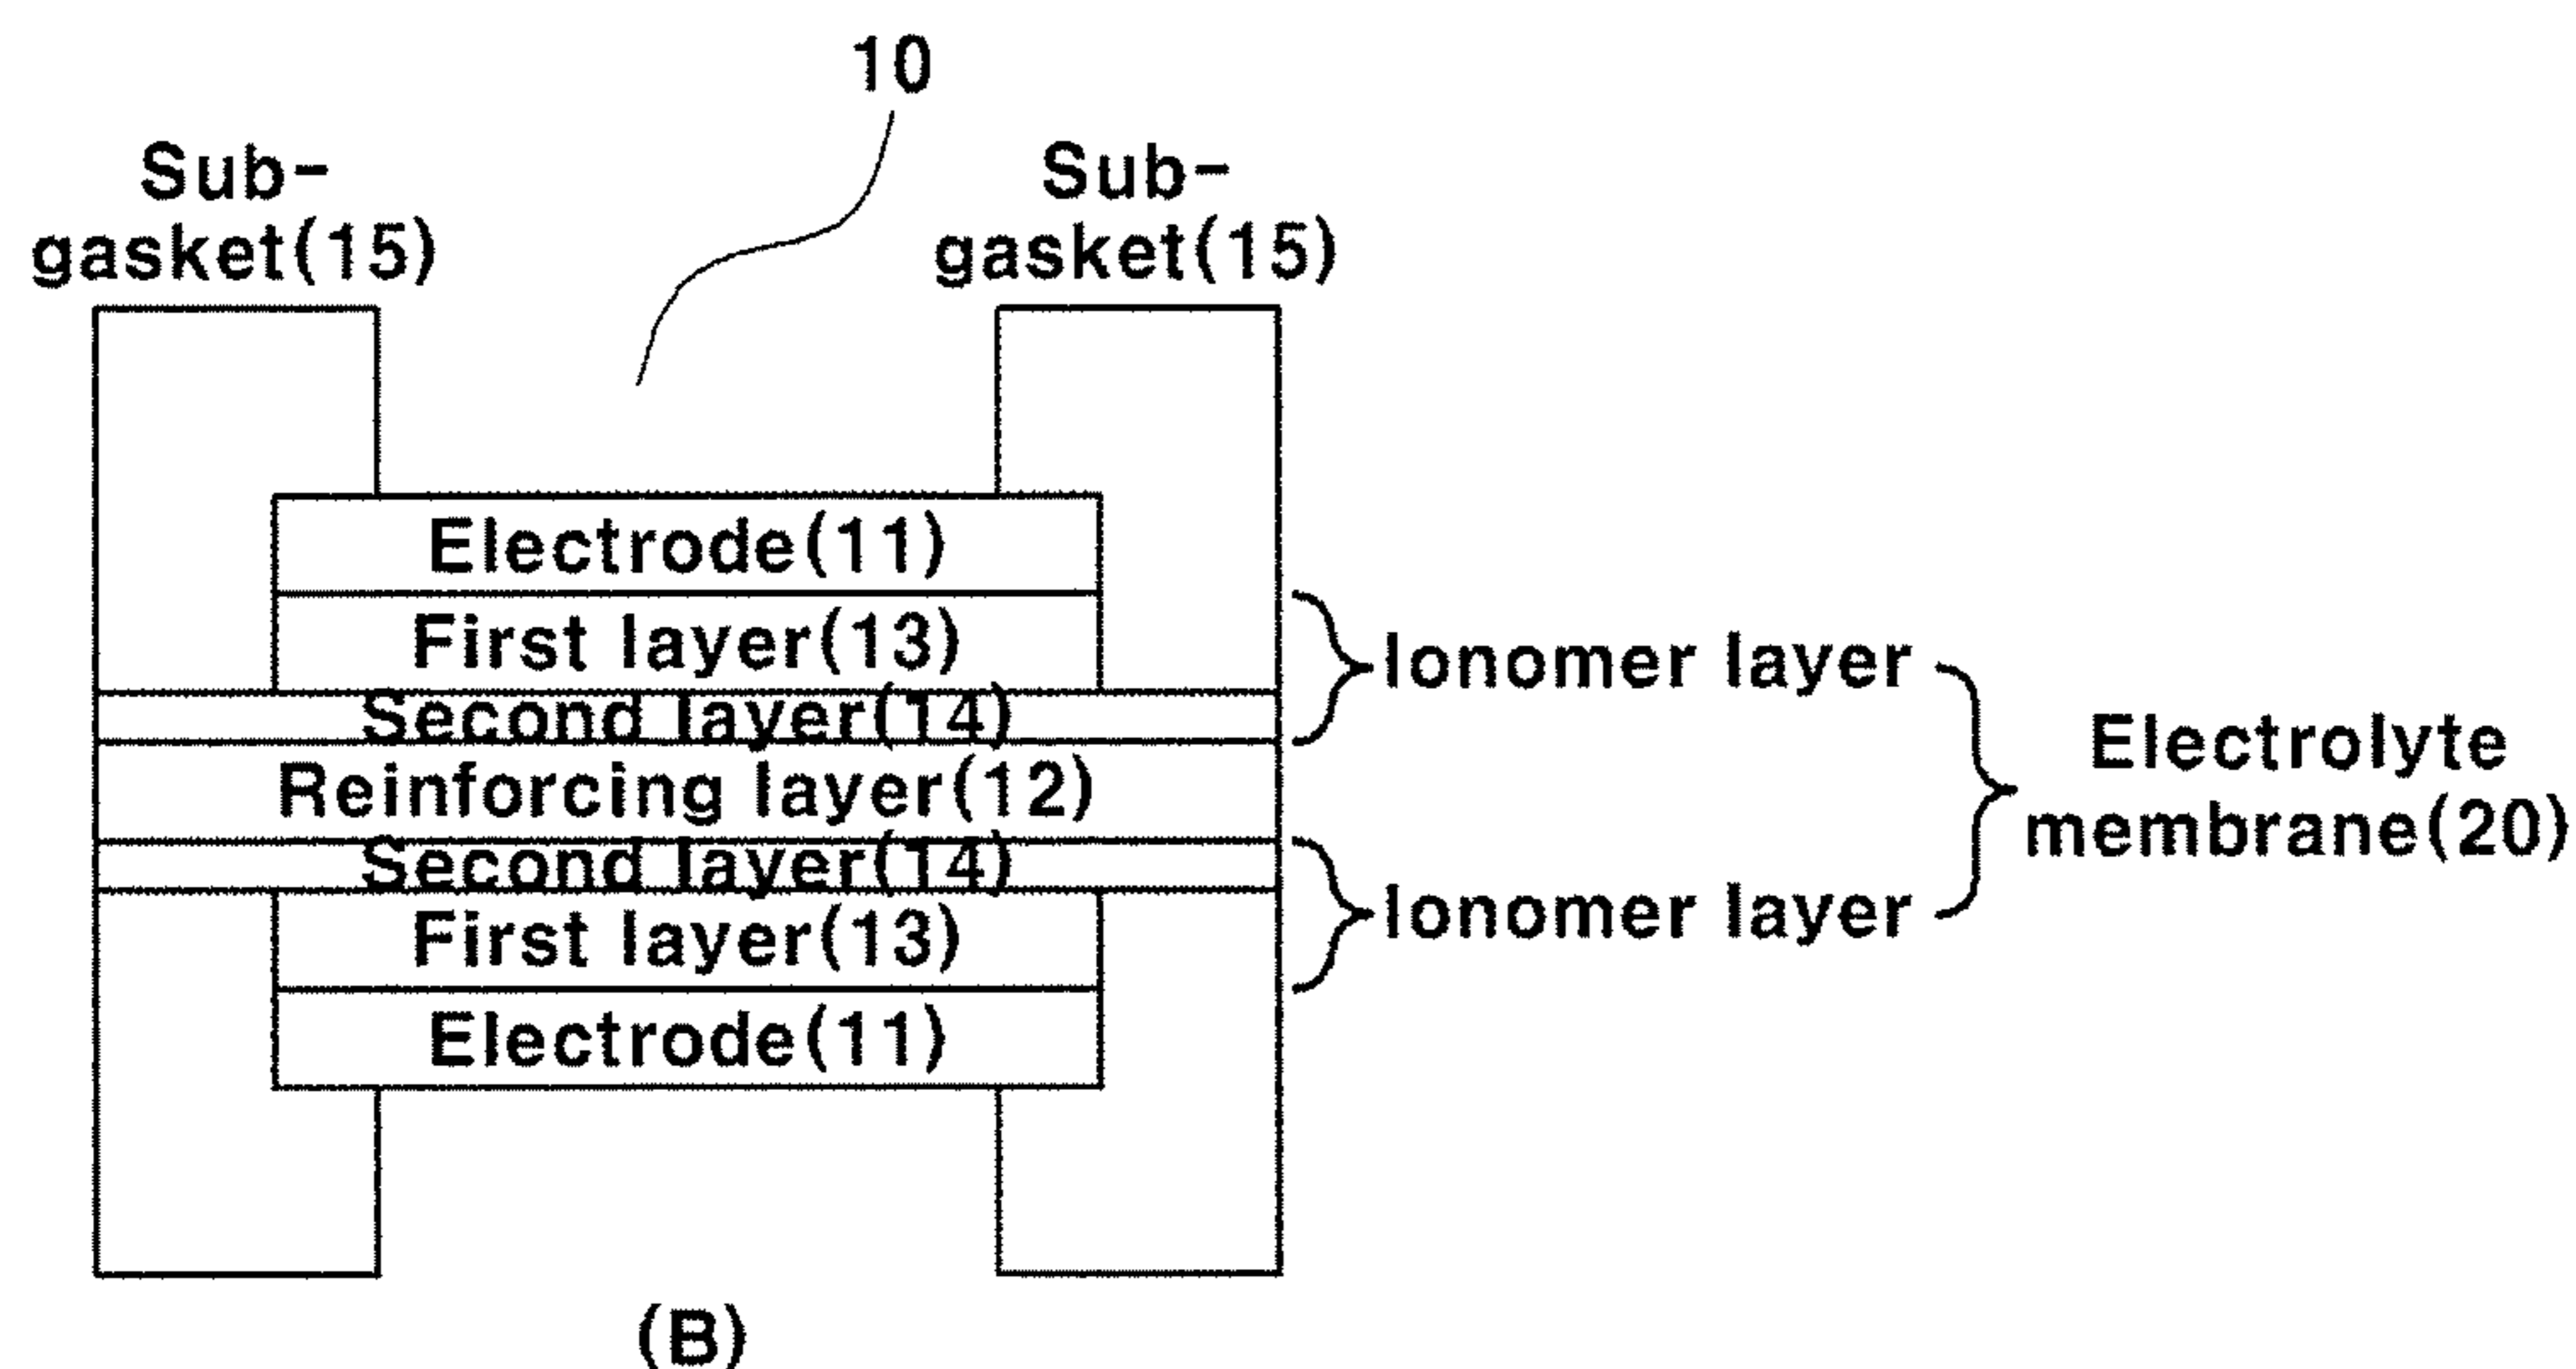 10
Sub-
gasket(15)
Sub-
gasket(15)
Electrode(11)
First layer(13)
Second layer(14)
Reinforcing layer(12)
Second layer(14)
First layer(13)
Electrode(11)
Ionomer layer
Ionomer layer
Electrolyte
membrane(20)
(B)